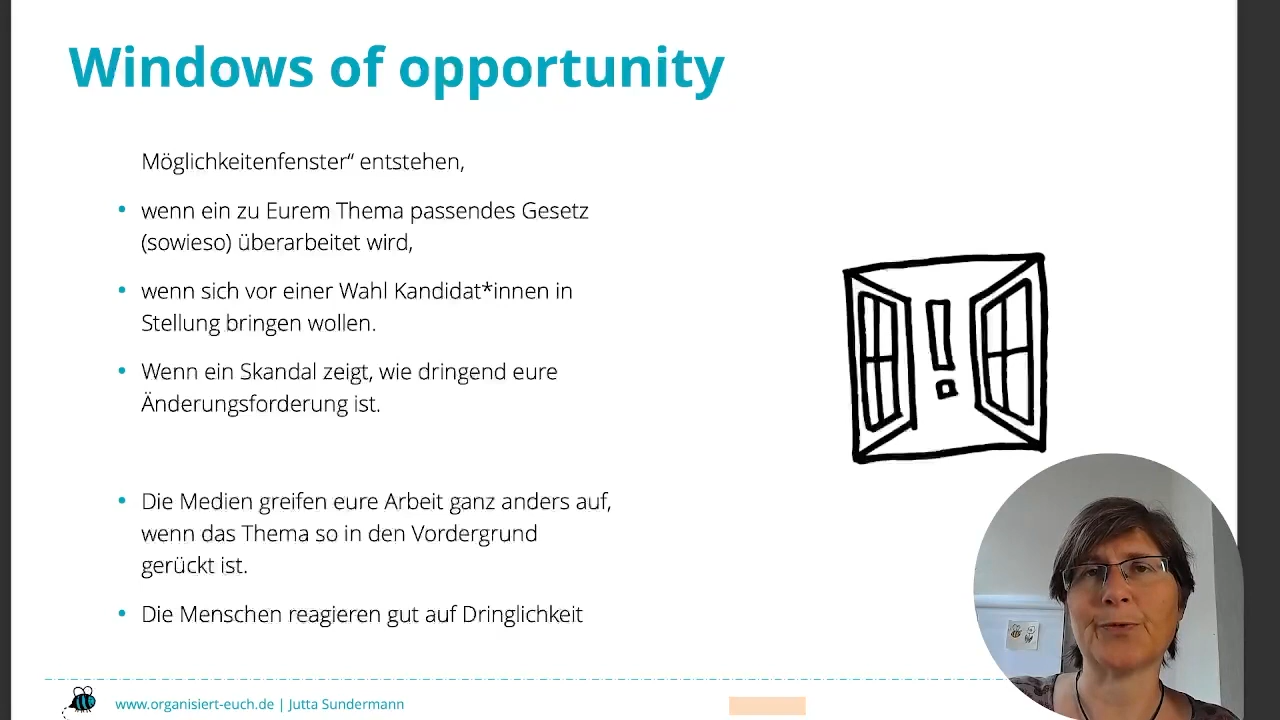 Windows of opportunity
Möglichkeitenfenster“ entstehen,
• wenn ein zu Eurem Thema passendes Gesetz
(sowieso) überarbeitet wird,
• wenn sich vor einer Wahl Kandidat*innen in
Stellung bringen wollen.
• Wenn ein Skandal zeigt, wie dringend eure
Änderungsforderung ist.
• Die Medien greifen eure Arbeit ganz anders auf,
wenn das Thema so in den Vordergrund
gerückt ist.
• Die Menschen reagieren gut auf Dringlichkeit
www.organisiert-euch.de | Jutta Sundermann